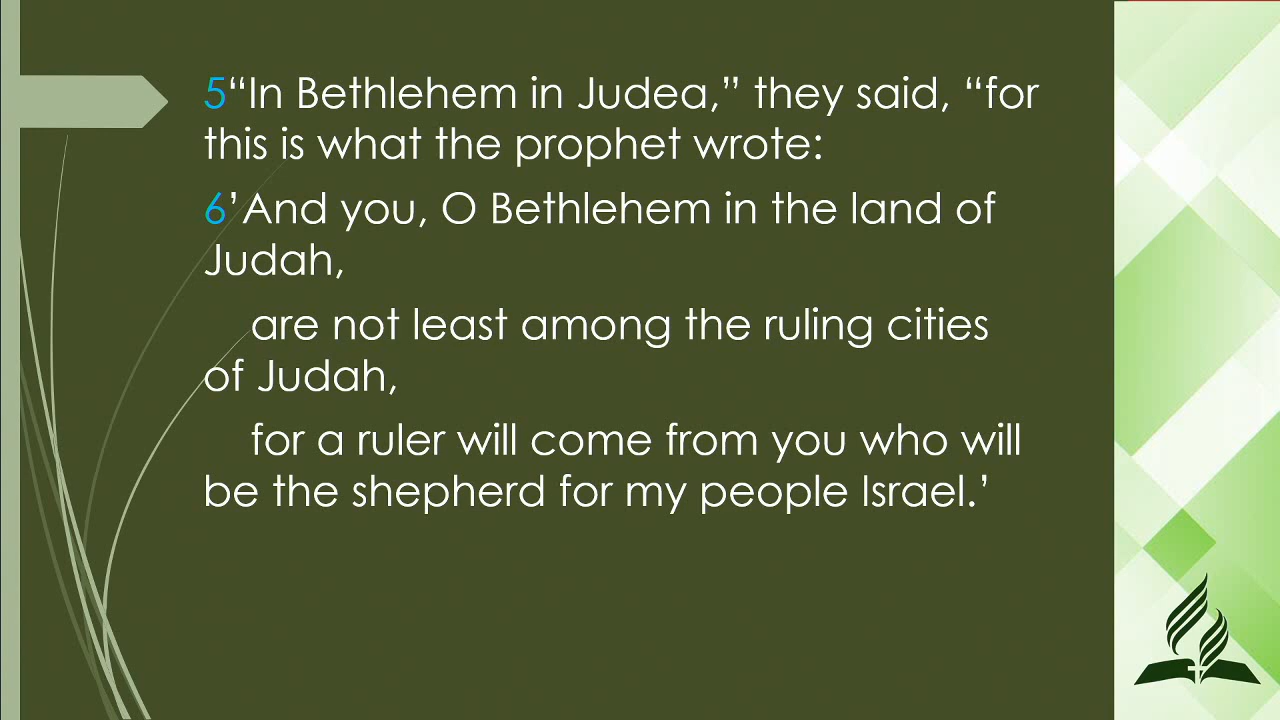 5“In Bethlehem in Judea,” they said, “for
this is what the prophet wrote:
6’And you, O Bethlehem in the land of
Judah,
are not least among the ruling cities
of Judah,
for a ruler will come from you who will
be the shepherd for my people Israel.’